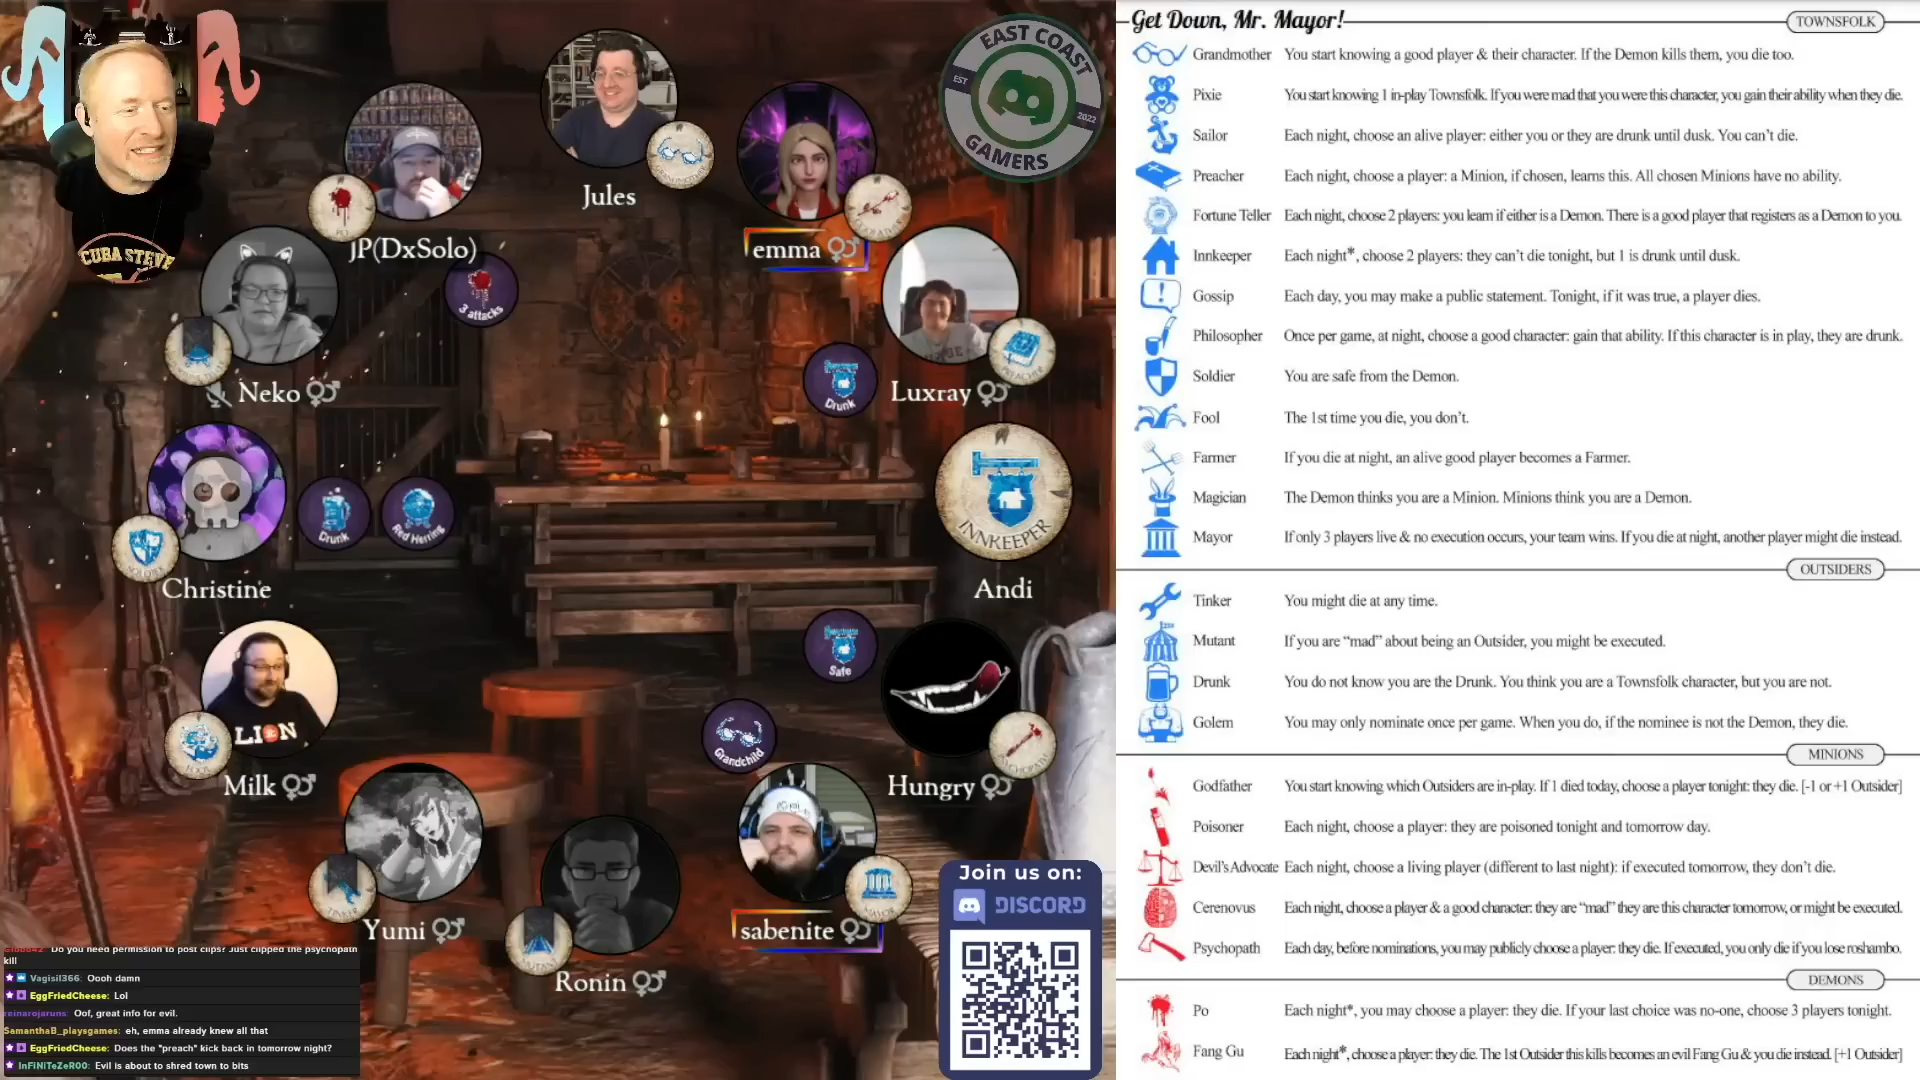 CUBA STEVE
JP(DxSolo)
PO
3 attacks
Jules
emma
EAST COAST
EST
2022
GAMERS
Neko
Luxray
PREACHER
Drunk
Christine
SOLDIER
Drunk
Red Herring
INNKEEPER
Andi
Safe
Milk
FOOL
LION
Grandchild
Hungry
Yumi
TINKER
Ronin
MUTANT
sabenite
MAYOR
Join us on:
DISCORD
Do you need permission to post clips? Just clipped the psychopath
kill
Vagisil366: Oooh damn
EggFriedCheese: Lol
reinarojaruns: Oof, great info for evil.
SamanthaB_playsgames: eh, emma already knew all that
EggFriedCheese: Does the "preach" kick back in tomorrow night?
InFiNiTeZeR00: Evil is about to shred town to bits
Get Down, Mr. Mayor!
TOWNSFOLK
Grandmother You start knowing a good player & their character. If the Demon kills them, you die too.
Pixie You start knowing 1 in-play Townsfolk. If you were mad that you were this character, you gain their ability when they die.
Sailor Each night, choose an alive player: either you or they are drunk until dusk. You can't die.
Preacher Each night, choose a player: a Minion, if chosen, learns this. All chosen Minions have no ability.
Fortune Teller Each night, choose 2 players: you learn if either is a Demon. There is a good player that registers as a Demon to you.
Innkeeper Each night*, choose 2 players: they can't die tonight, but 1 is drunk until dusk.
Gossip Each day, you may make a public statement. Tonight, if it was true, a player dies.
Philosopher Once per game, at night, choose a good character: gain that ability. If this character is in play, they are drunk.
Soldier You are safe from the Demon.
Fool The 1st time you die, you don't.
Farmer If you die at night, an alive good player becomes a Farmer.
Magician The Demon thinks you are a Minion. Minions think you are a Demon.
Mayor If only 3 players live & no execution occurs, your team wins. If you die at night, another player might die instead.
OUTSIDERS
Tinker You might die at any time.
Mutant If you are “mad” about being an Outsider, you might be executed.
Drunk You do not know you are the Drunk. You think you are a Townsfolk character, but you are not.
Golem You may only nominate once per game. When you do, if the nominee is not the Demon, they die.
MINIONS
Godfather You start knowing which Outsiders are in-play. If 1 died today, choose a player tonight: they die. [-1 or +1 Outsider]
Poisoner Each night, choose a player: they are poisoned tonight and tomorrow day.
Devil's Advocate Each night, choose a living player (different to last night): if executed tomorrow, they don't die.
Cerenovus Each night, choose a player & a good character: they are “mad” they are this character tomorrow, or might be executed.
Psychopath Each day, before nominations, you may publicly choose a player: they die. If executed, you only die if you lose roshambo.
DEMONS
Po Each night*, you may choose a player: they die. If your last choice was no-one, choose 3 players tonight.
Fang Gu Each night*, choose a player: they die. The 1st Outsider this kills becomes an evil Fang Gu & you die instead. [+1 Outsider]